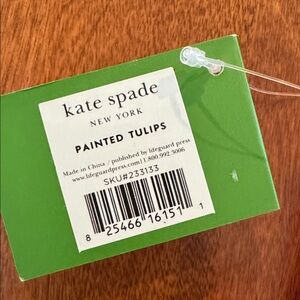 kate spade
NEW YORK
PAINTED TULIPS
Made in China / published by lifeguard press
www.lifeguardpress.com | 1.800.992.3006
SKU#233133
8 25466 16151 1